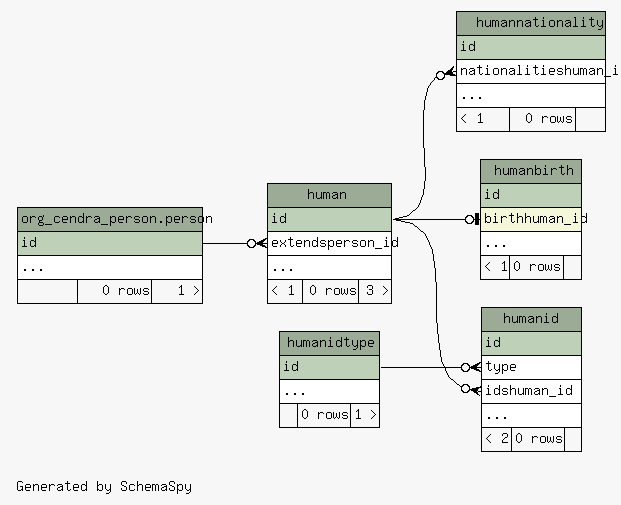 humannationality
id
nationalitieshuman_i
...
< 1 0 rows
humanbirth
id
birthhuman_id
...
< 1 0 rows
human
id
extendsperson_id
...
< 1 0 rows 3 >
org_cendra_person.person
id
...
0 rows 1 >
humanid
id
type
idshuman_id
...
< 2 0 rows
humanidtype
id
...
0 rows 1 >
Generated by SchemaSpy